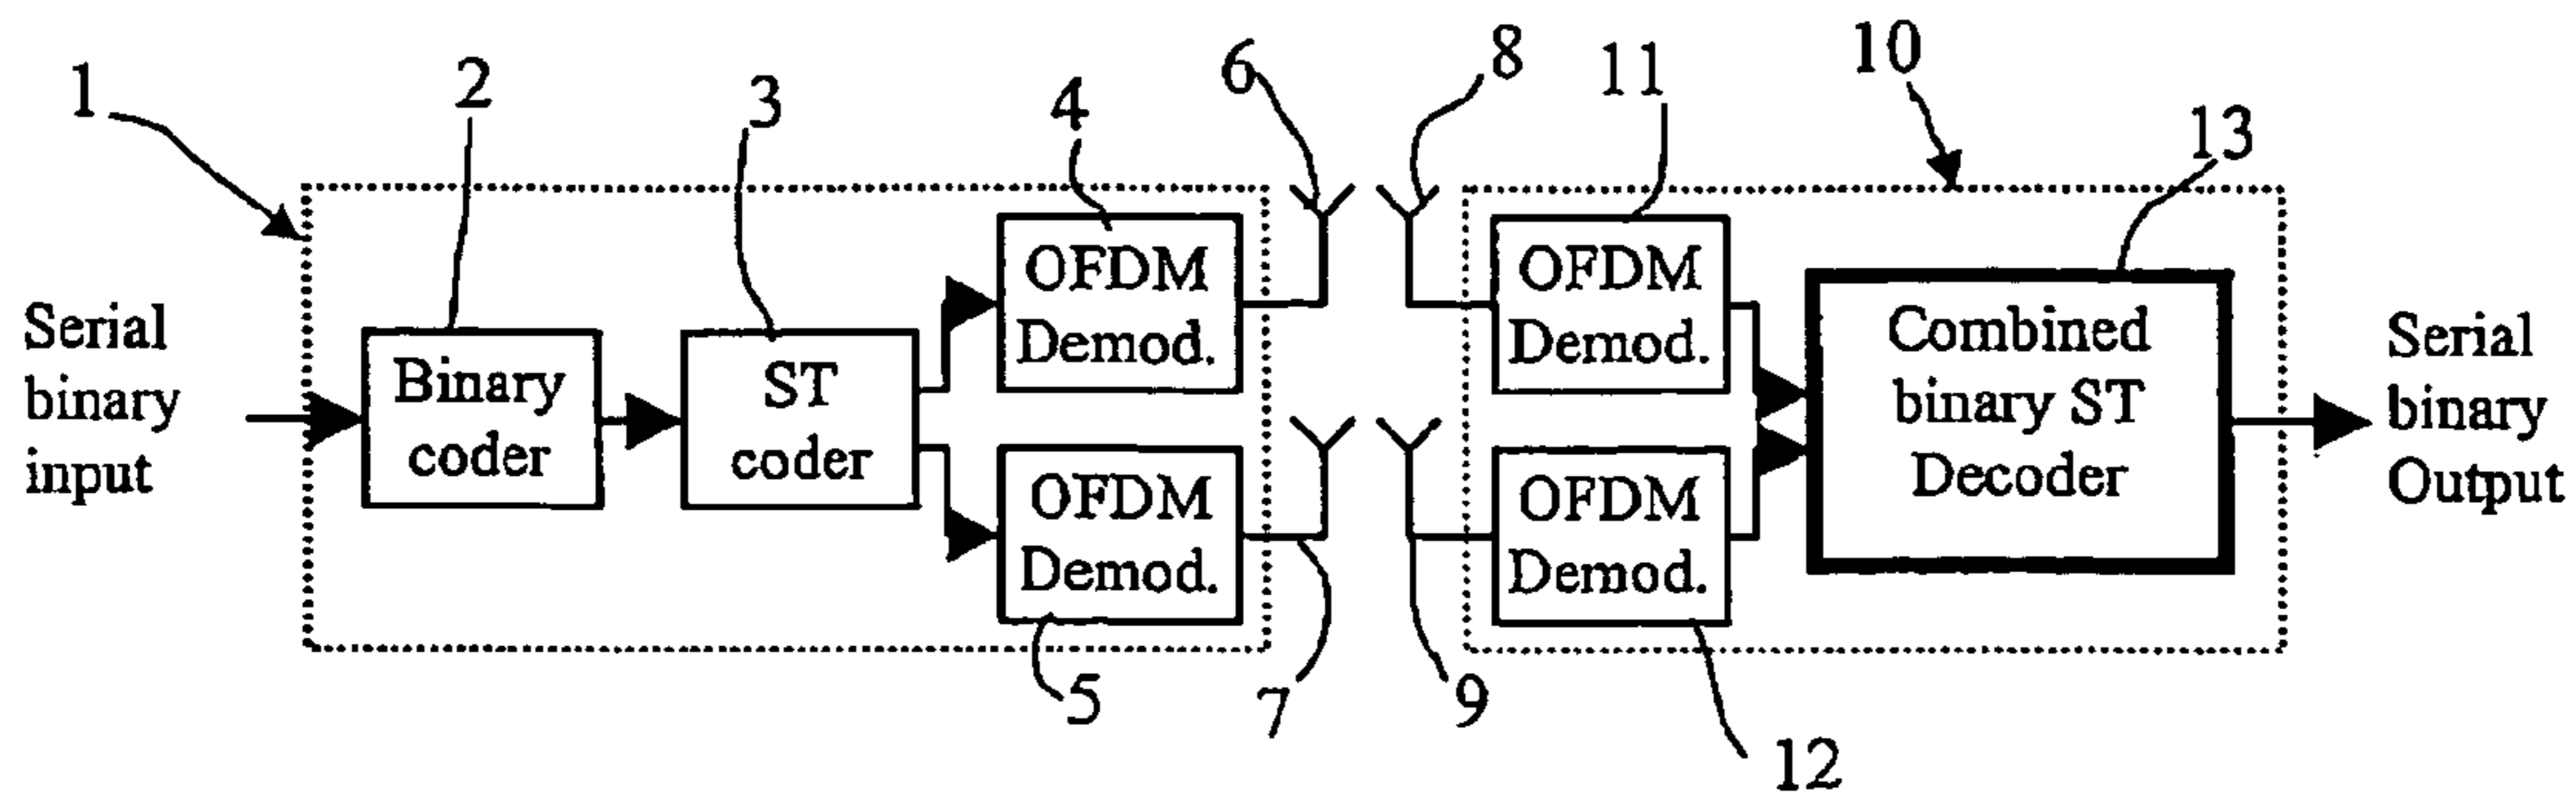 1
2
3
4
6
8
11
10
13
Serial
binary
input
Binary
coder
ST
coder
OFDM
Demod.
OFDM
Demod.
OFDM
Demod.
OFDM
Demod.
Combined
binary ST
Decoder
Serial
binary
Output
5
7
9
12